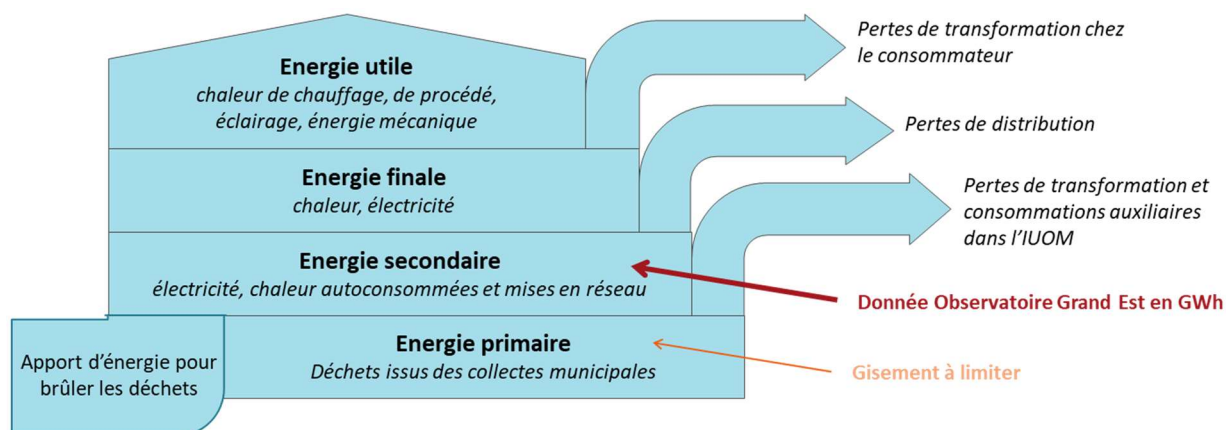 Energie utile
chaleur de chauffage, de procédé,
éclairage, énergie mécanique
Pertes de transformation chez
le consommateur
Energie finale
chaleur, électricité
Pertes de distribution
Energie secondaire
électricité, chaleur autoconsommées et mises en réseau
Pertes de transformation et
consommations auxiliaires
dans l'IUOM
Donnée Observatoire Grand Est en GWh
Apport d'énergie pour
brûler les déchets
Energie primaire
Déchets issus des collectes municipales
Gisement à limiter